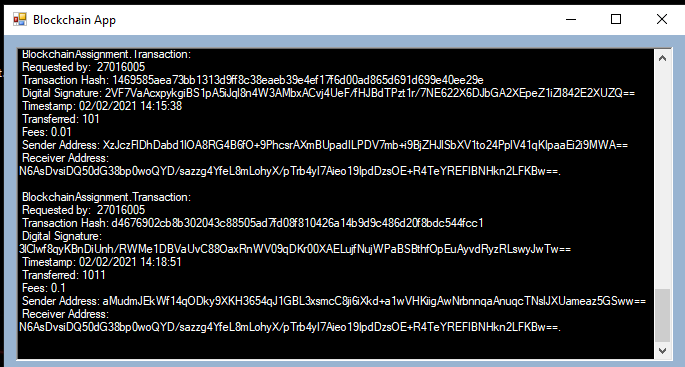 Blockchain App
BlockchainAssignment.Transaction:
Requested by:  27016005
Transaction Hash: 1469585aea73bb1313d9ff8c38eaeb39e4ef17f6d00ad865d691d699e40ee29e
Digital Signature: 2VF7VaAcxpykgiBS1pA5iJql8n4W3AMbxACvj4UeF/fHJBdTPzt1r/7NE622X6DJbGA2XEpeZ1iZl842E2XUZQ==
Timestamp: 02/02/2021 14:15:38
Transferred: 101
Fees: 0.01
Sender Address: XzJczFlDhDabd1lOA8RG4B6fO+9PhcsrAXmBUpadILPDV7mb+i9BjZHJlSbXV1to24PplV41qKlpaaEi2i9MWA==
Receiver Address:
N6AsDvsiDQ50dG38bp0woQYD/sazzg4YfeL8mLohyX/pTrb4yI7Aieo19IpdDzsOE+R4TeYREFIBNHkn2LFKBw==.
BlockchainAssignment.Transaction:
Requested by:  27016005
Transaction Hash: d4676902cb8b302043c88505ad7fd08f810426a14b9d9c486d20f8bdc544fcc1
Digital Signature:
3lClwf8qyKBnDiUnh/RWMe1DBVaUvC88OaxRnWV09qDKr00XAELujfNujWPaBSBthfOpEuAyvdRyzRLswyJwTw==
Timestamp: 02/02/2021 14:18:51
Transferred: 1011
Fees: 0.1
Sender Address: aMudmJEkWf14qODky9XKH3654qJ1GBL3xsmcC8ji6iXkd+a1wVHKiigAwNrbnnqaAnuqcTNslJXUameaz5GSww==
Receiver Address:
N6AsDvsiDQ50dG38bp0woQYD/sazzg4YfeL8mLohyX/pTrb4yI7Aieo19IpdDzsOE+R4TeYREFIBNHkn2LFKBw==.